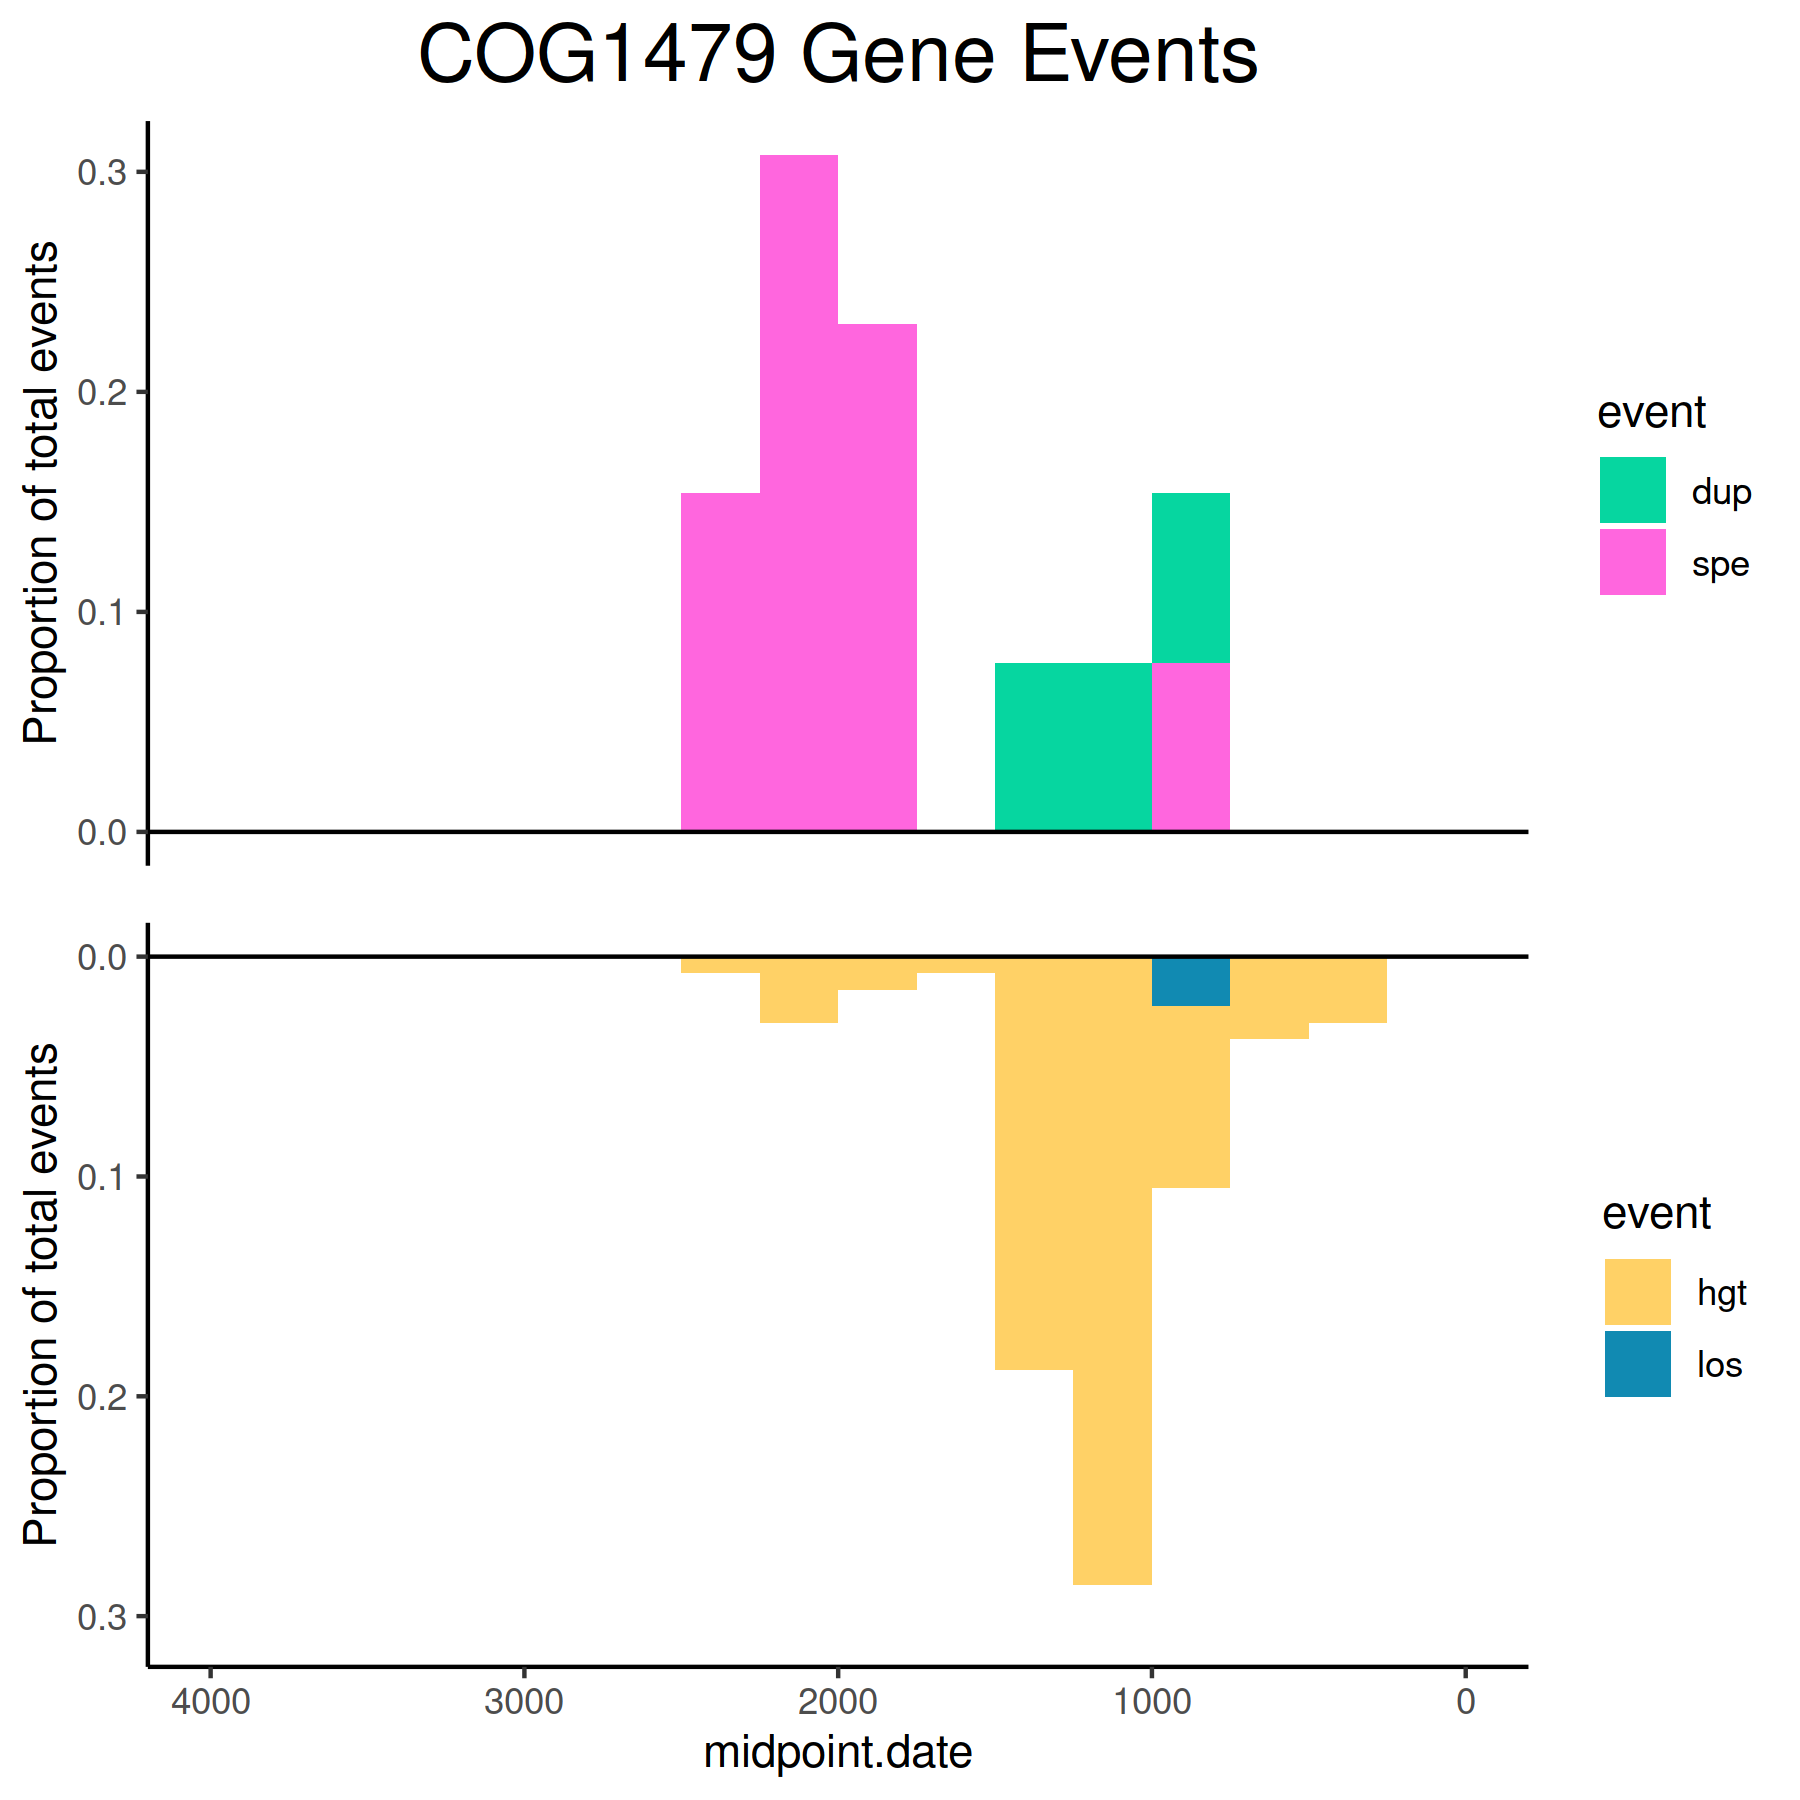 COG1479 Gene Events
Proportion of total events
0.3
0.2
0.1
0.0
event
dup
spe
Proportion of total events
0.0
0.1
0.2
0.3
event
hgt
los
4000 3000 2000 1000 0
midpoint.date